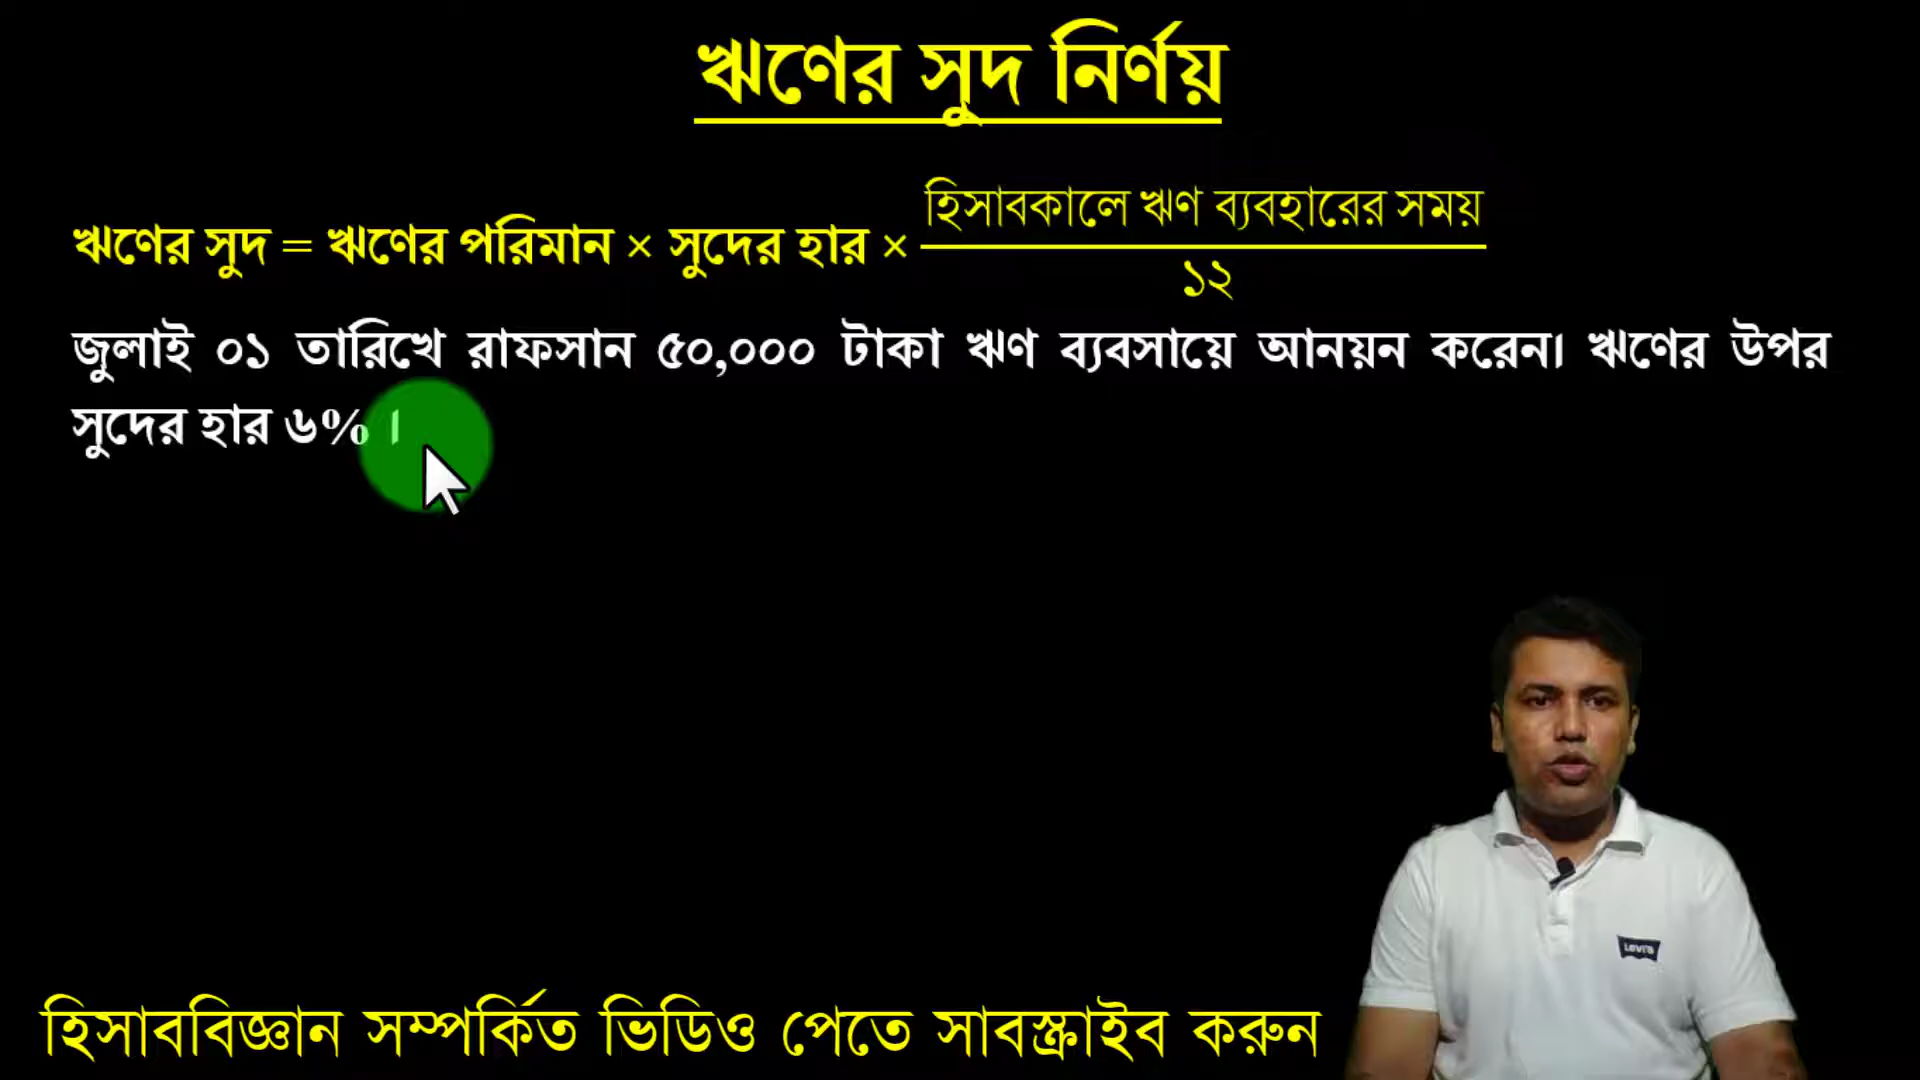 ঋণের সুদ নির্ণয়
ঋণের সুদ = ঋণের পরিমান × সুদের হার × হিসাবকালে ঋণ ব্যবহারের সময়
১২
জুলাই ০১ তারিখে রাফসান ৫০,০০০ টাকা ঋণ ব্যবসায়ে আনয়ন করেন। ঋণের উপর
সুদের হার ৬% ।
Levi's
হিসাববিজ্ঞান সম্পর্কিত ভিডিও পেতে সাবস্ক্রাইব করুন